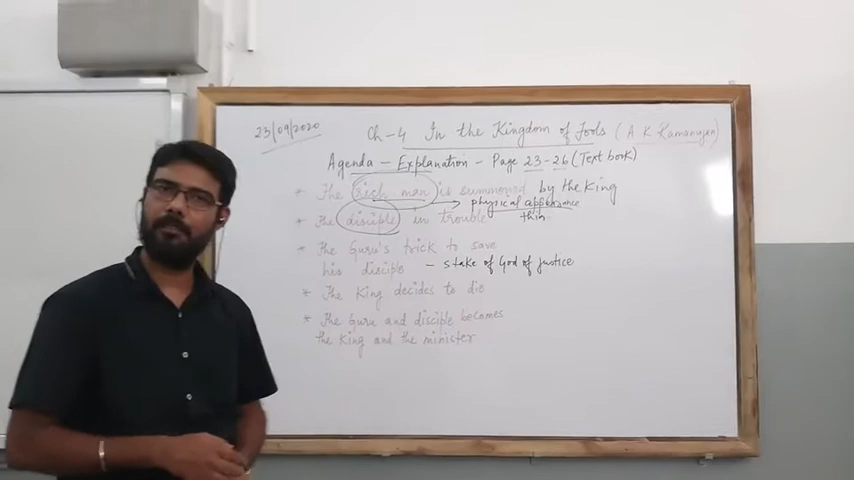 23/09/2020
Ch-4 In the Kingdom of Fools (A K Ramanujan)
Agenda - Explanation - Page 23-26 (Text book)
* The rich man is summoned by the King
→ physical appearance
* The disciple in trouble thin
* The Guru's trick to save
his disciple - stake of God of justice
* The King decides to die
* The Guru and disciple becomes
the King and the minister